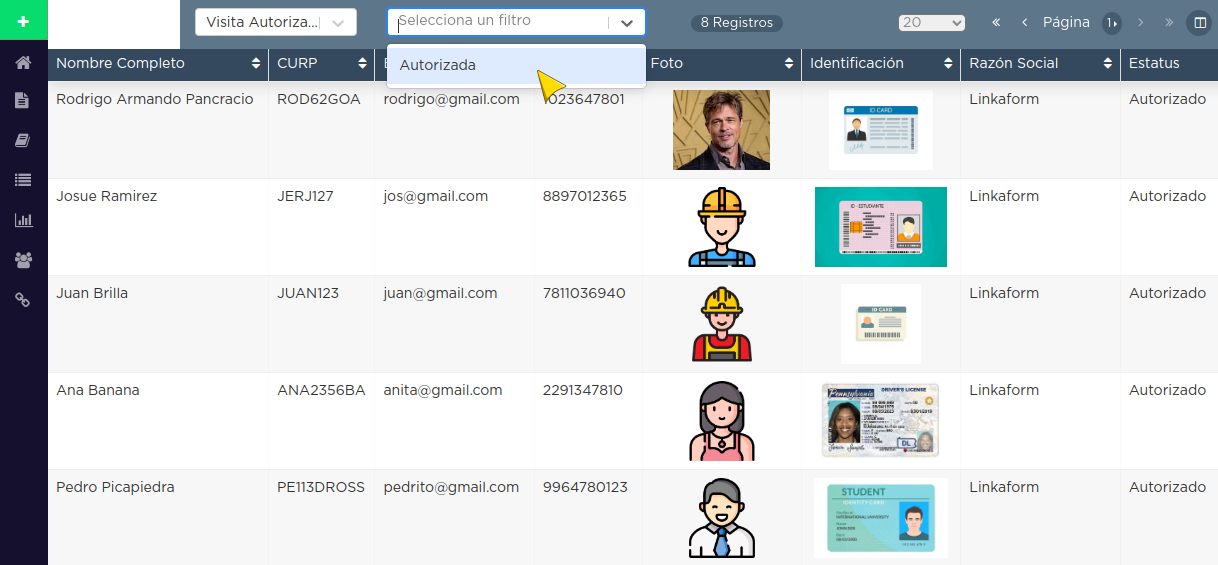 Visita Autoriza...
Selecciona un filtro
8 Registros
20
Página
1
Autorizada
Nombre Completo
CURP
Foto
Identificación
Razón Social
Estatus
Rodrigo Armando Pancracio
ROD62GOA
rodrigo@gmail.com
1023647801
ID CARD
Linkaform
Autorizado
Josue Ramirez
JERJ127
jos@gmail.com
8897012365
ID - ESTUDIANTE
Linkaform
Autorizado
Juan Brilla
JUAN123
juan@gmail.com
7811036940
ID CARD
Linkaform
Autorizado
Ana Banana
ANA2356BA
anita@gmail.com
2291347810
Pennsylvania
DRIVER'S LICENSE
DL
Linkaform
Autorizado
Pedro Picapiedra
PE113DROSS
pedrito@gmail.com
9964780123
STUDENT
IDENTITY CARD
INTERNATIONAL UNIVERSITY
Linkaform
Autorizado